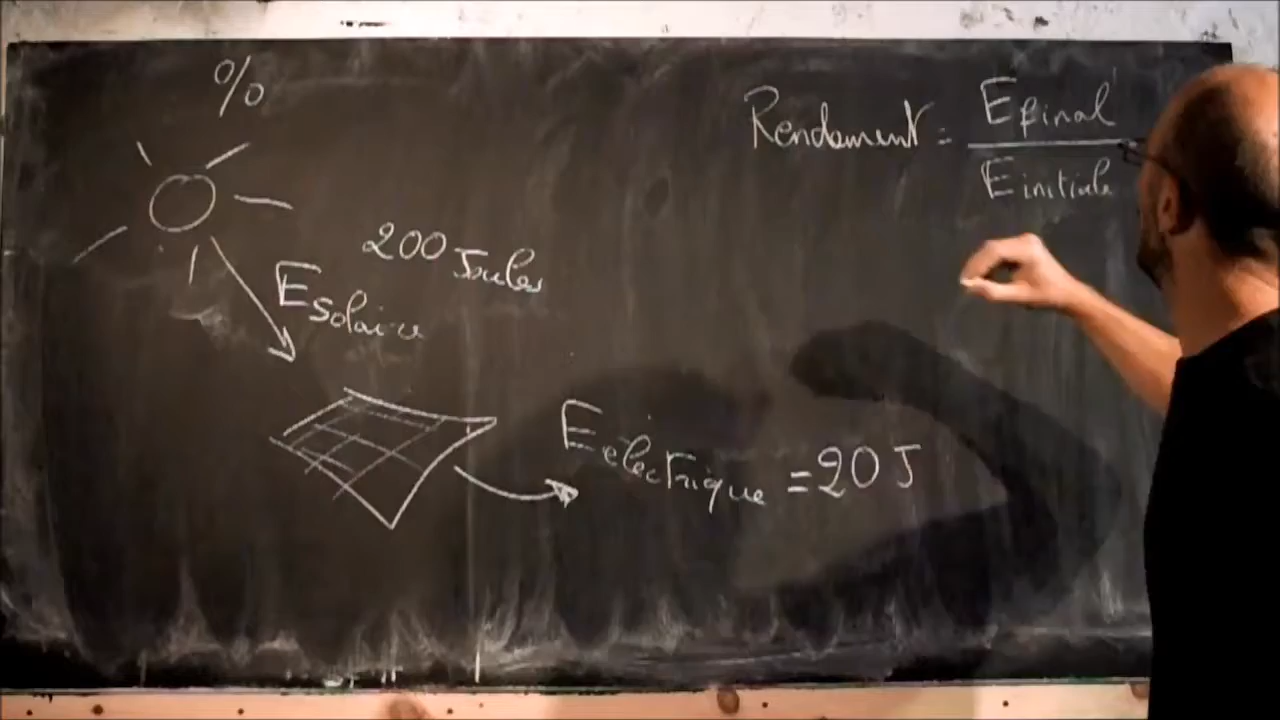 %
Rendement = Efinal
Einitiale
200 Joules
Esolaire
Eélectrique = 20 J